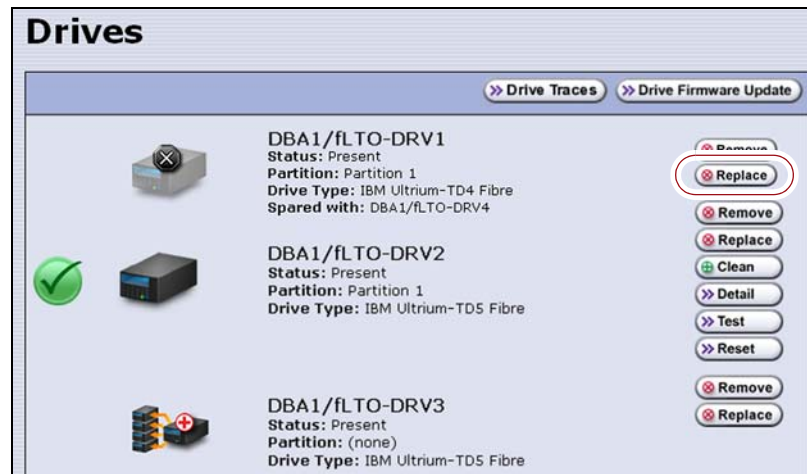 Drives
Drive Traces
Drive Firmware Update
DBA1/fLTO-DRV1
Status: Present
Partition: Partition 1
Drive Type: IBM Ultrium-TD4 Fibre
Spared with: DBA1/fLTO-DRV4
Remove
Replace
DBA1/fLTO-DRV2
Status: Present
Partition: Partition 1
Drive Type: IBM Ultrium-TD5 Fibre
Remove
Replace
Clean
Detail
Test
Reset
DBA1/fLTO-DRV3
Status: Present
Partition: (none)
Drive Type: IBM Ultrium-TD5 Fibre
Remove
Replace